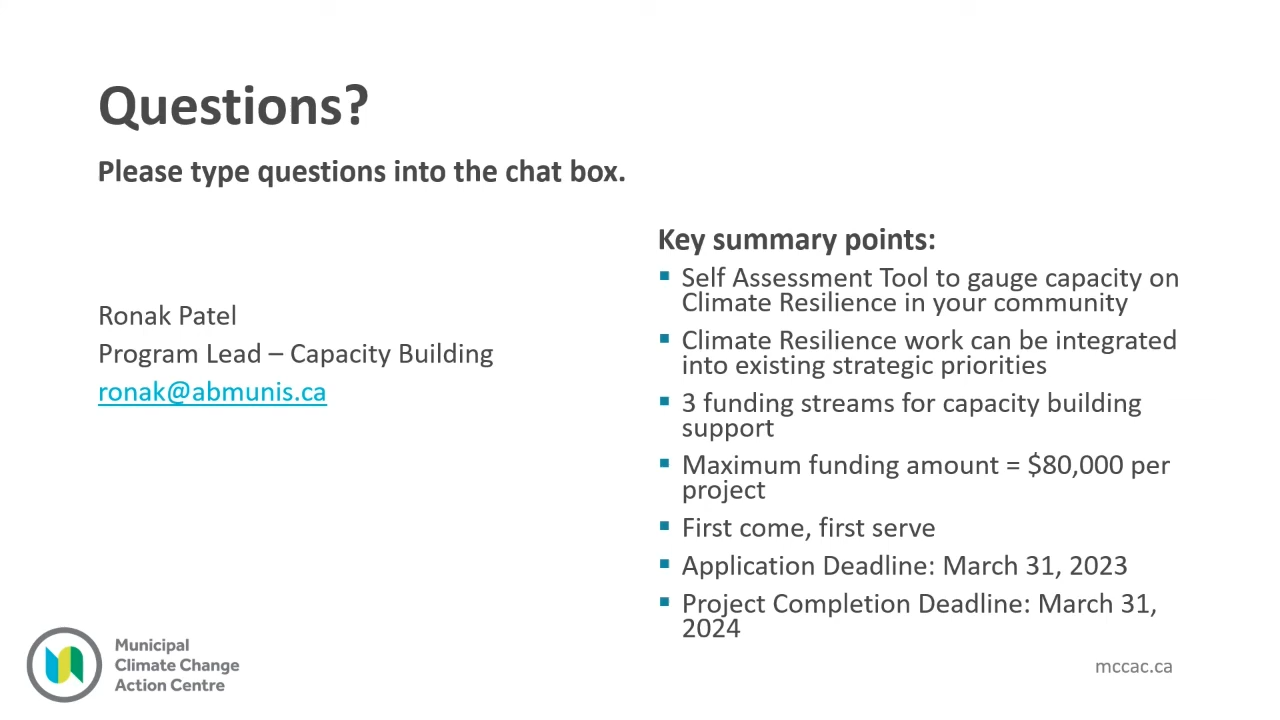 Questions?
Please type questions into the chat box.
Ronak Patel
Program Lead – Capacity Building
ronak@abmunis.ca
Key summary points:
▪ Self Assessment Tool to gauge capacity on
Climate Resilience in your community
▪ Climate Resilience work can be integrated
into existing strategic priorities
▪ 3 funding streams for capacity building
support
▪ Maximum funding amount = $80,000 per
project
▪ First come, first serve
▪ Application Deadline: March 31, 2023
▪ Project Completion Deadline: March 31,
2024
Municipal
Climate Change
Action Centre
mccac.ca